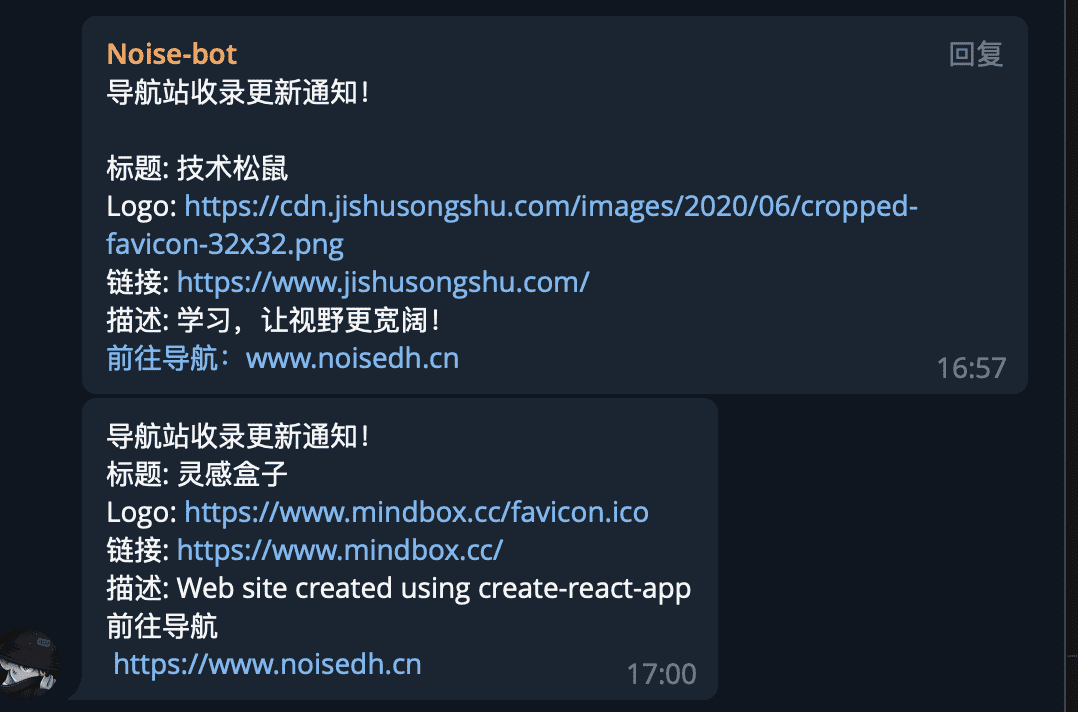 Noise-bot
回复
导航站收录更新通知！
标题: 技术松鼠
Logo: https://cdn.jishusongshu.com/images/2020/06/cropped-
favicon-32x32.png
链接: https://www.jishusongshu.com/
描述: 学习，让视野更宽阔！
前往导航：www.noisedh.cn
16:57
导航站收录更新通知！
标题: 灵感盒子
Logo: https://www.mindbox.cc/favicon.ico
链接: https://www.mindbox.cc/
描述: Web site created using create-react-app
前往导航
https://www.noisedh.cn
17:00